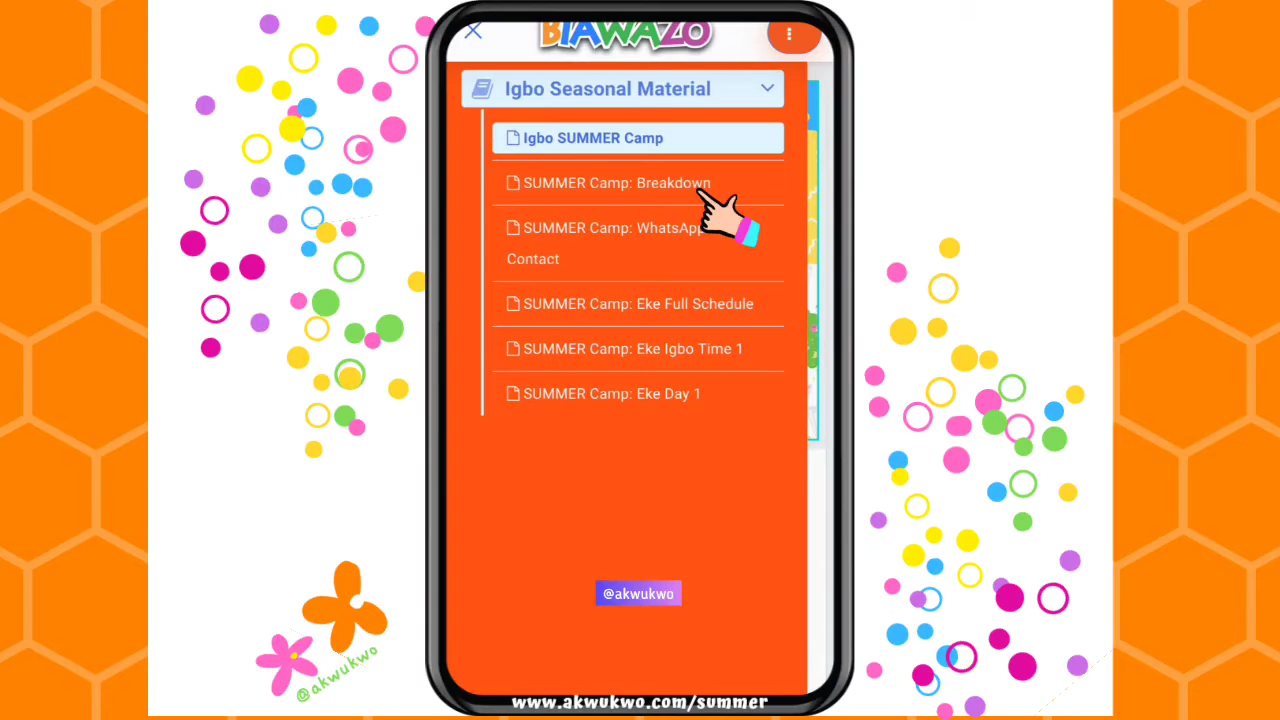 BIAWAZO
Igbo Seasonal Material
Igbo SUMMER Camp
SUMMER Camp: Breakdown
SUMMER Camp: WhatsApp
Contact
SUMMER Camp: Eke Full Schedule
SUMMER Camp: Eke Igbo Time 1
SUMMER Camp: Eke Day 1
@akwukwo
@akwukwo
www.akwukwo.com/summer